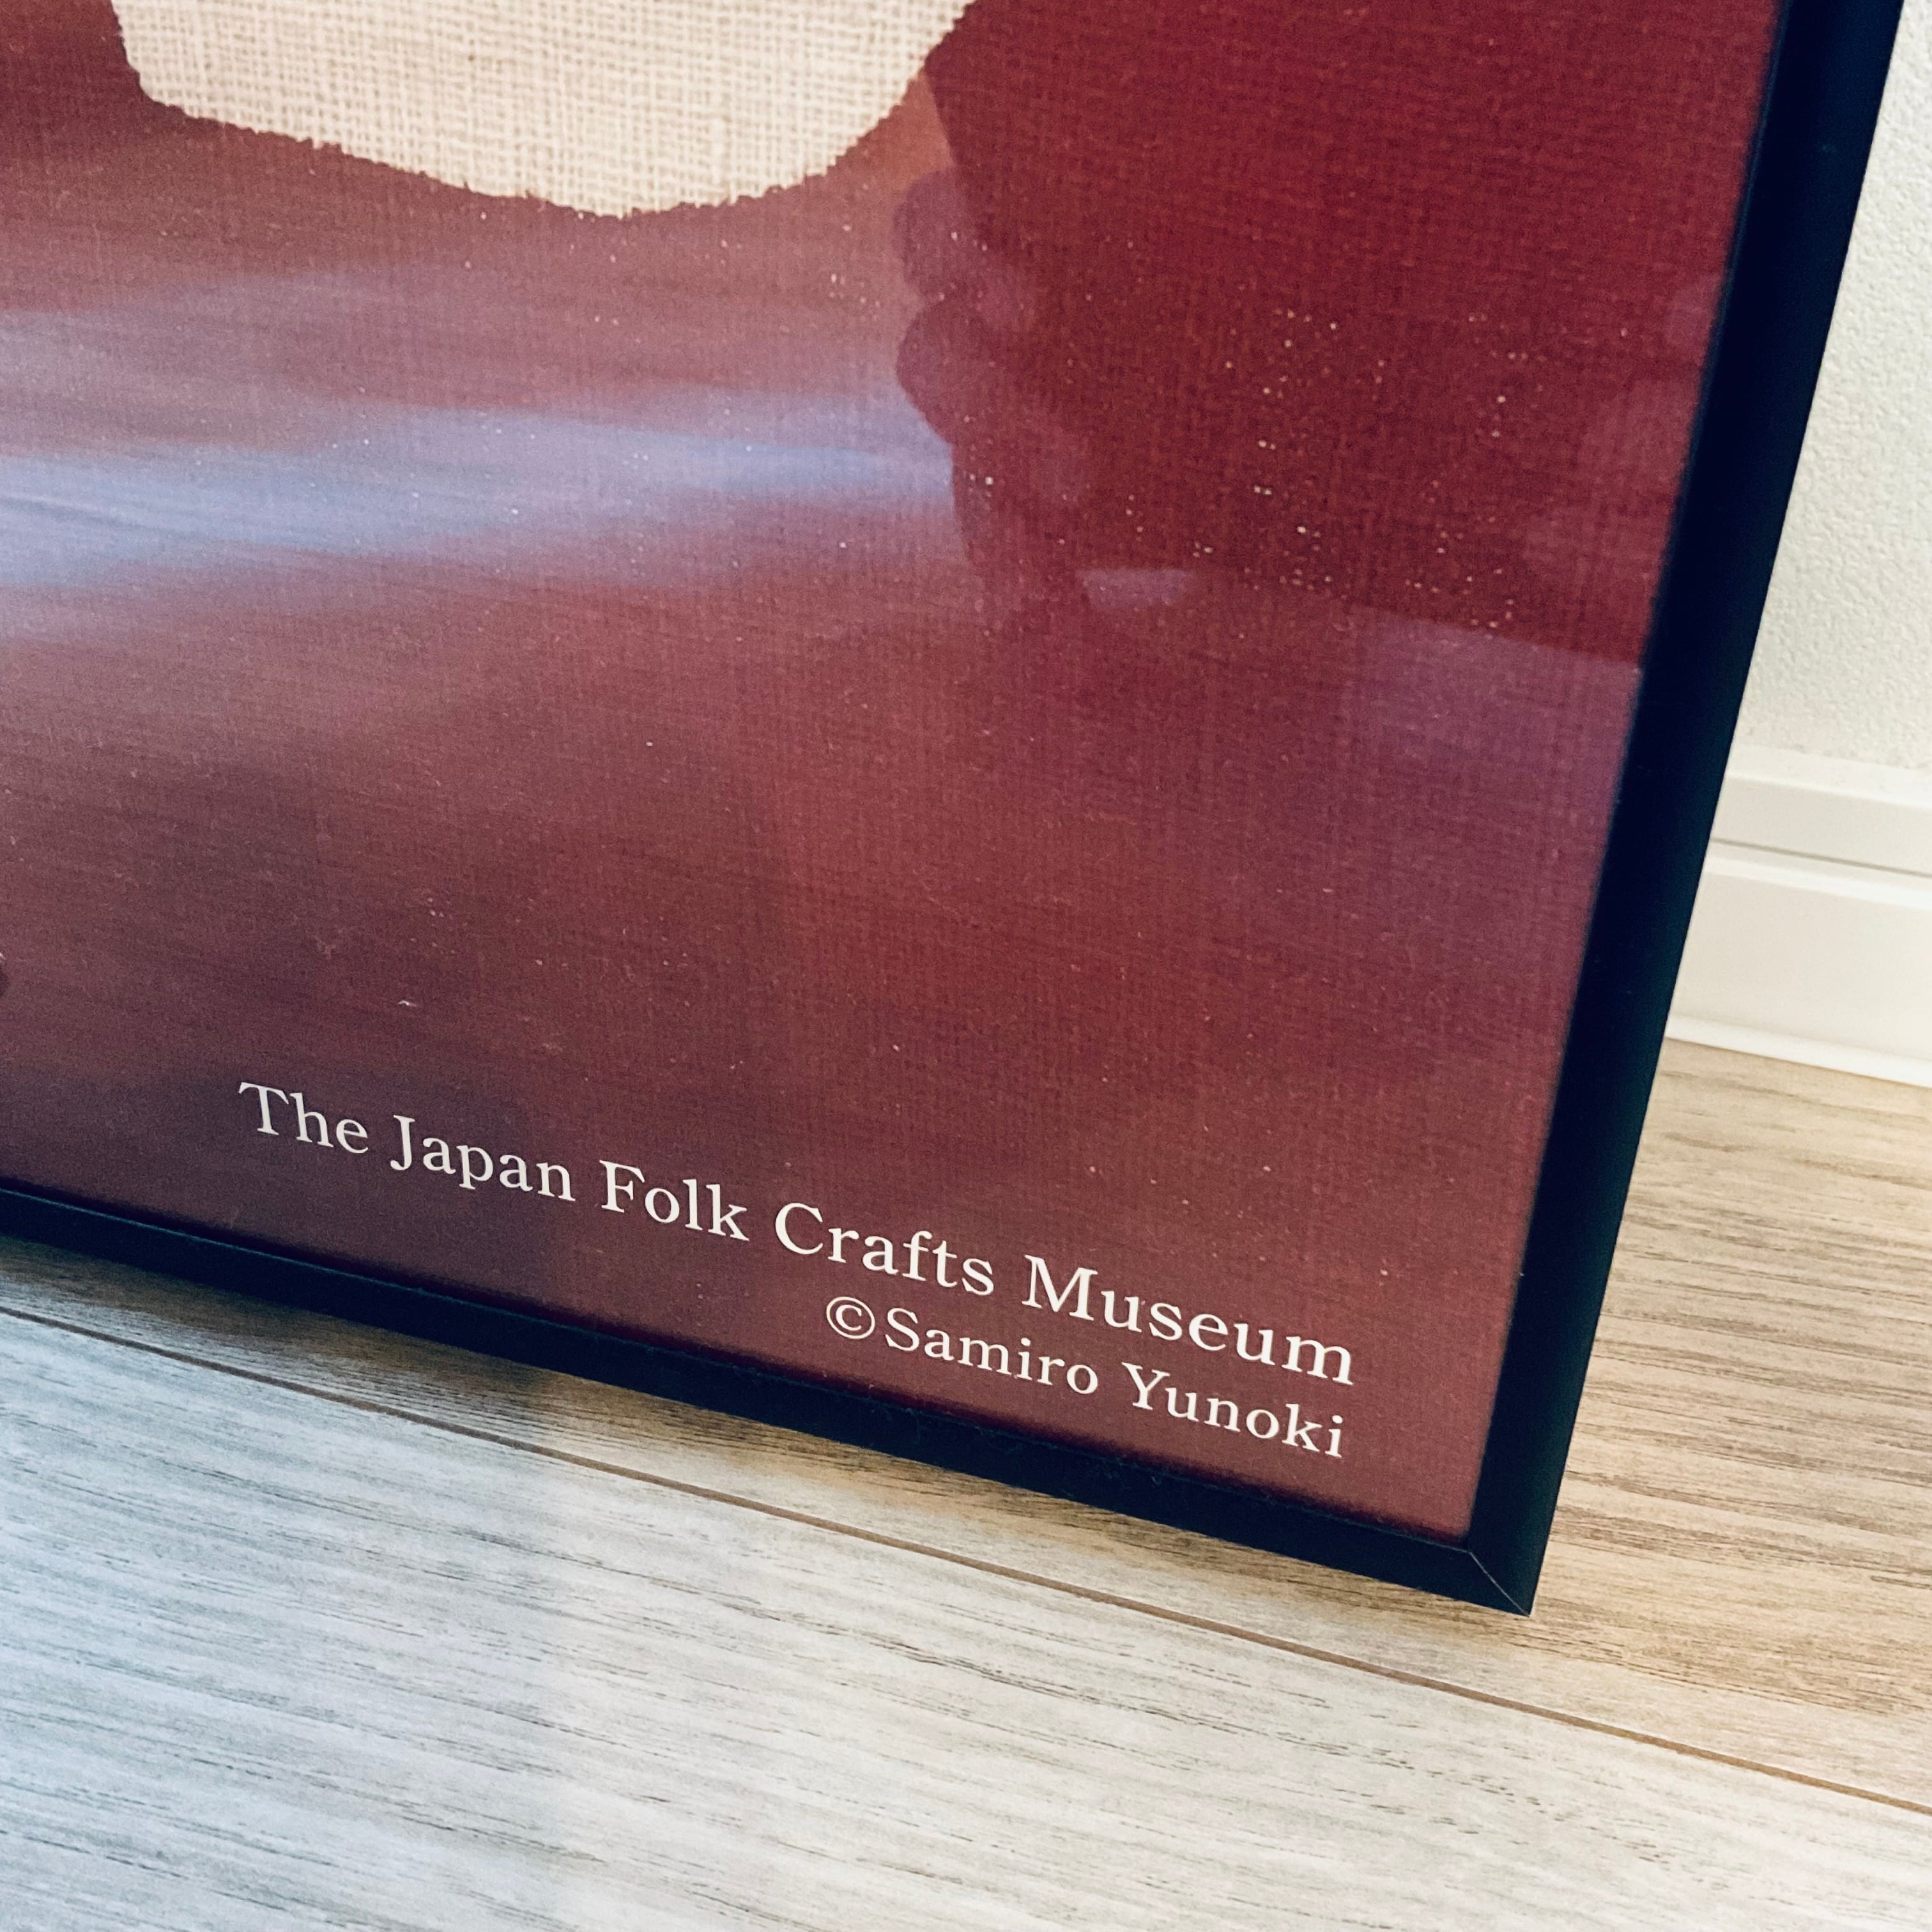 The Japan Folk Crafts Museum
©Samiro Yunoki